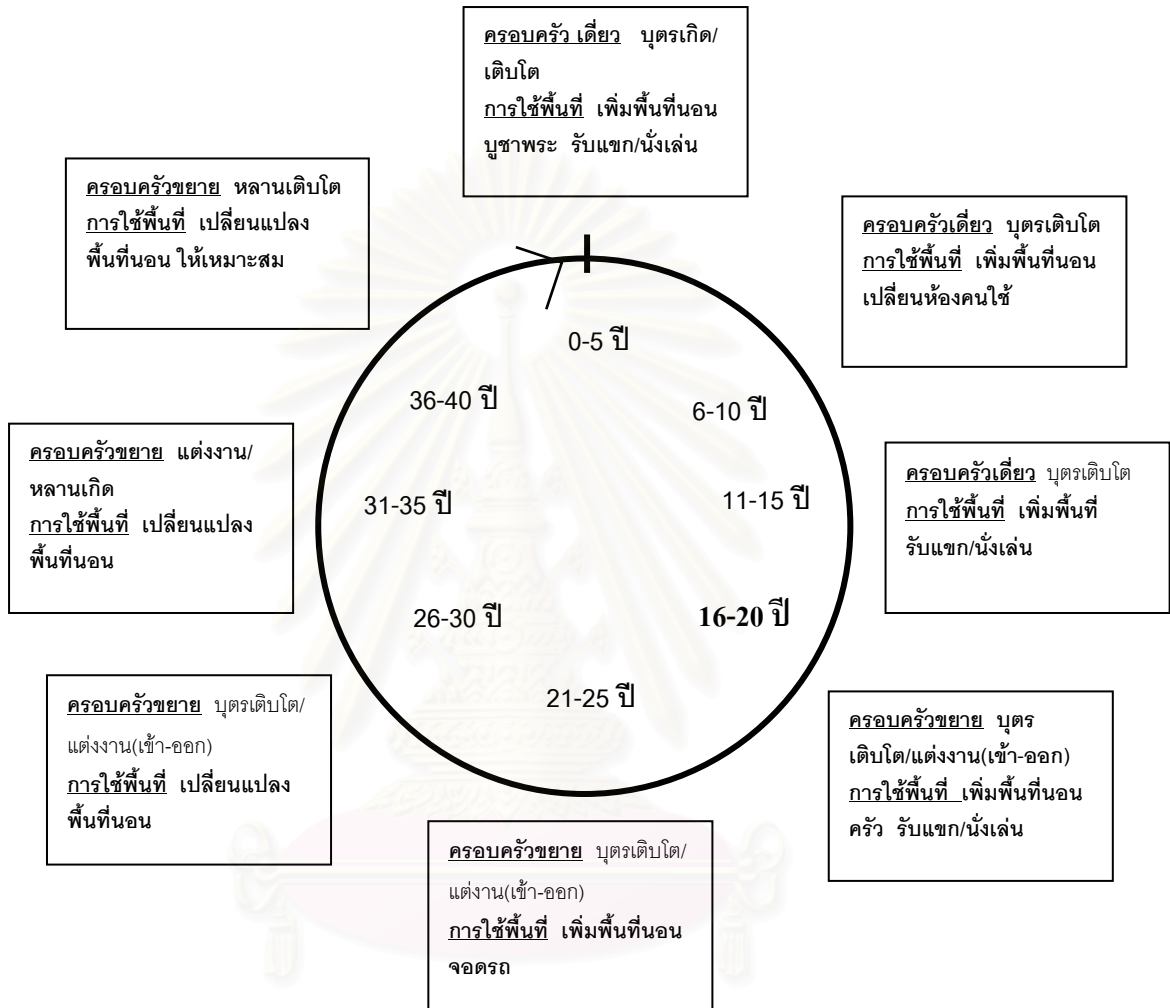 ครอบครัว เดี่ยว บุตรเกิด/
เติบโต
การใช้พื้นที่ เพิ่มพื้นที่นอน
บูชาพระ รับแขก/นั่งเล่น
ครอบครัวเดี่ยว บุตรเติบโต
การใช้พื้นที่ เพิ่มพื้นที่นอน
เปลี่ยนห้องคนใช้
ครอบครัวเดี่ยว บุตรเติบโต
การใช้พื้นที่ เพิ่มพื้นที่
รับแขก/นั่งเล่น
ครอบครัวขยาย บุตร
เติบโต/แต่งงาน(เข้า-ออก)
การใช้พื้นที่ เพิ่มพื้นที่นอน
ครัว รับแขก/นั่งเล่น
ครอบครัวขยาย บุตรเติบโต/
แต่งงาน(เข้า-ออก)
การใช้พื้นที่ เพิ่มพื้นที่นอน
จอดรถ
ครอบครัวขยาย บุตรเติบโต/
แต่งงาน(เข้า-ออก)
การใช้พื้นที่ เปลี่ยนแปลง
พื้นที่นอน
ครอบครัวขยาย แต่งงาน/
หลานเกิด
การใช้พื้นที่ เปลี่ยนแปลง
พื้นที่นอน
ครอบครัวขยาย หลานเติบโต
การใช้พื้นที่ เปลี่ยนแปลง
พื้นที่นอน ให้เหมาะสม
0-5 ปี
6-10 ปี
11-15 ปี
16-20 ปี
21-25 ปี
26-30 ปี
31-35 ปี
36-40 ปี